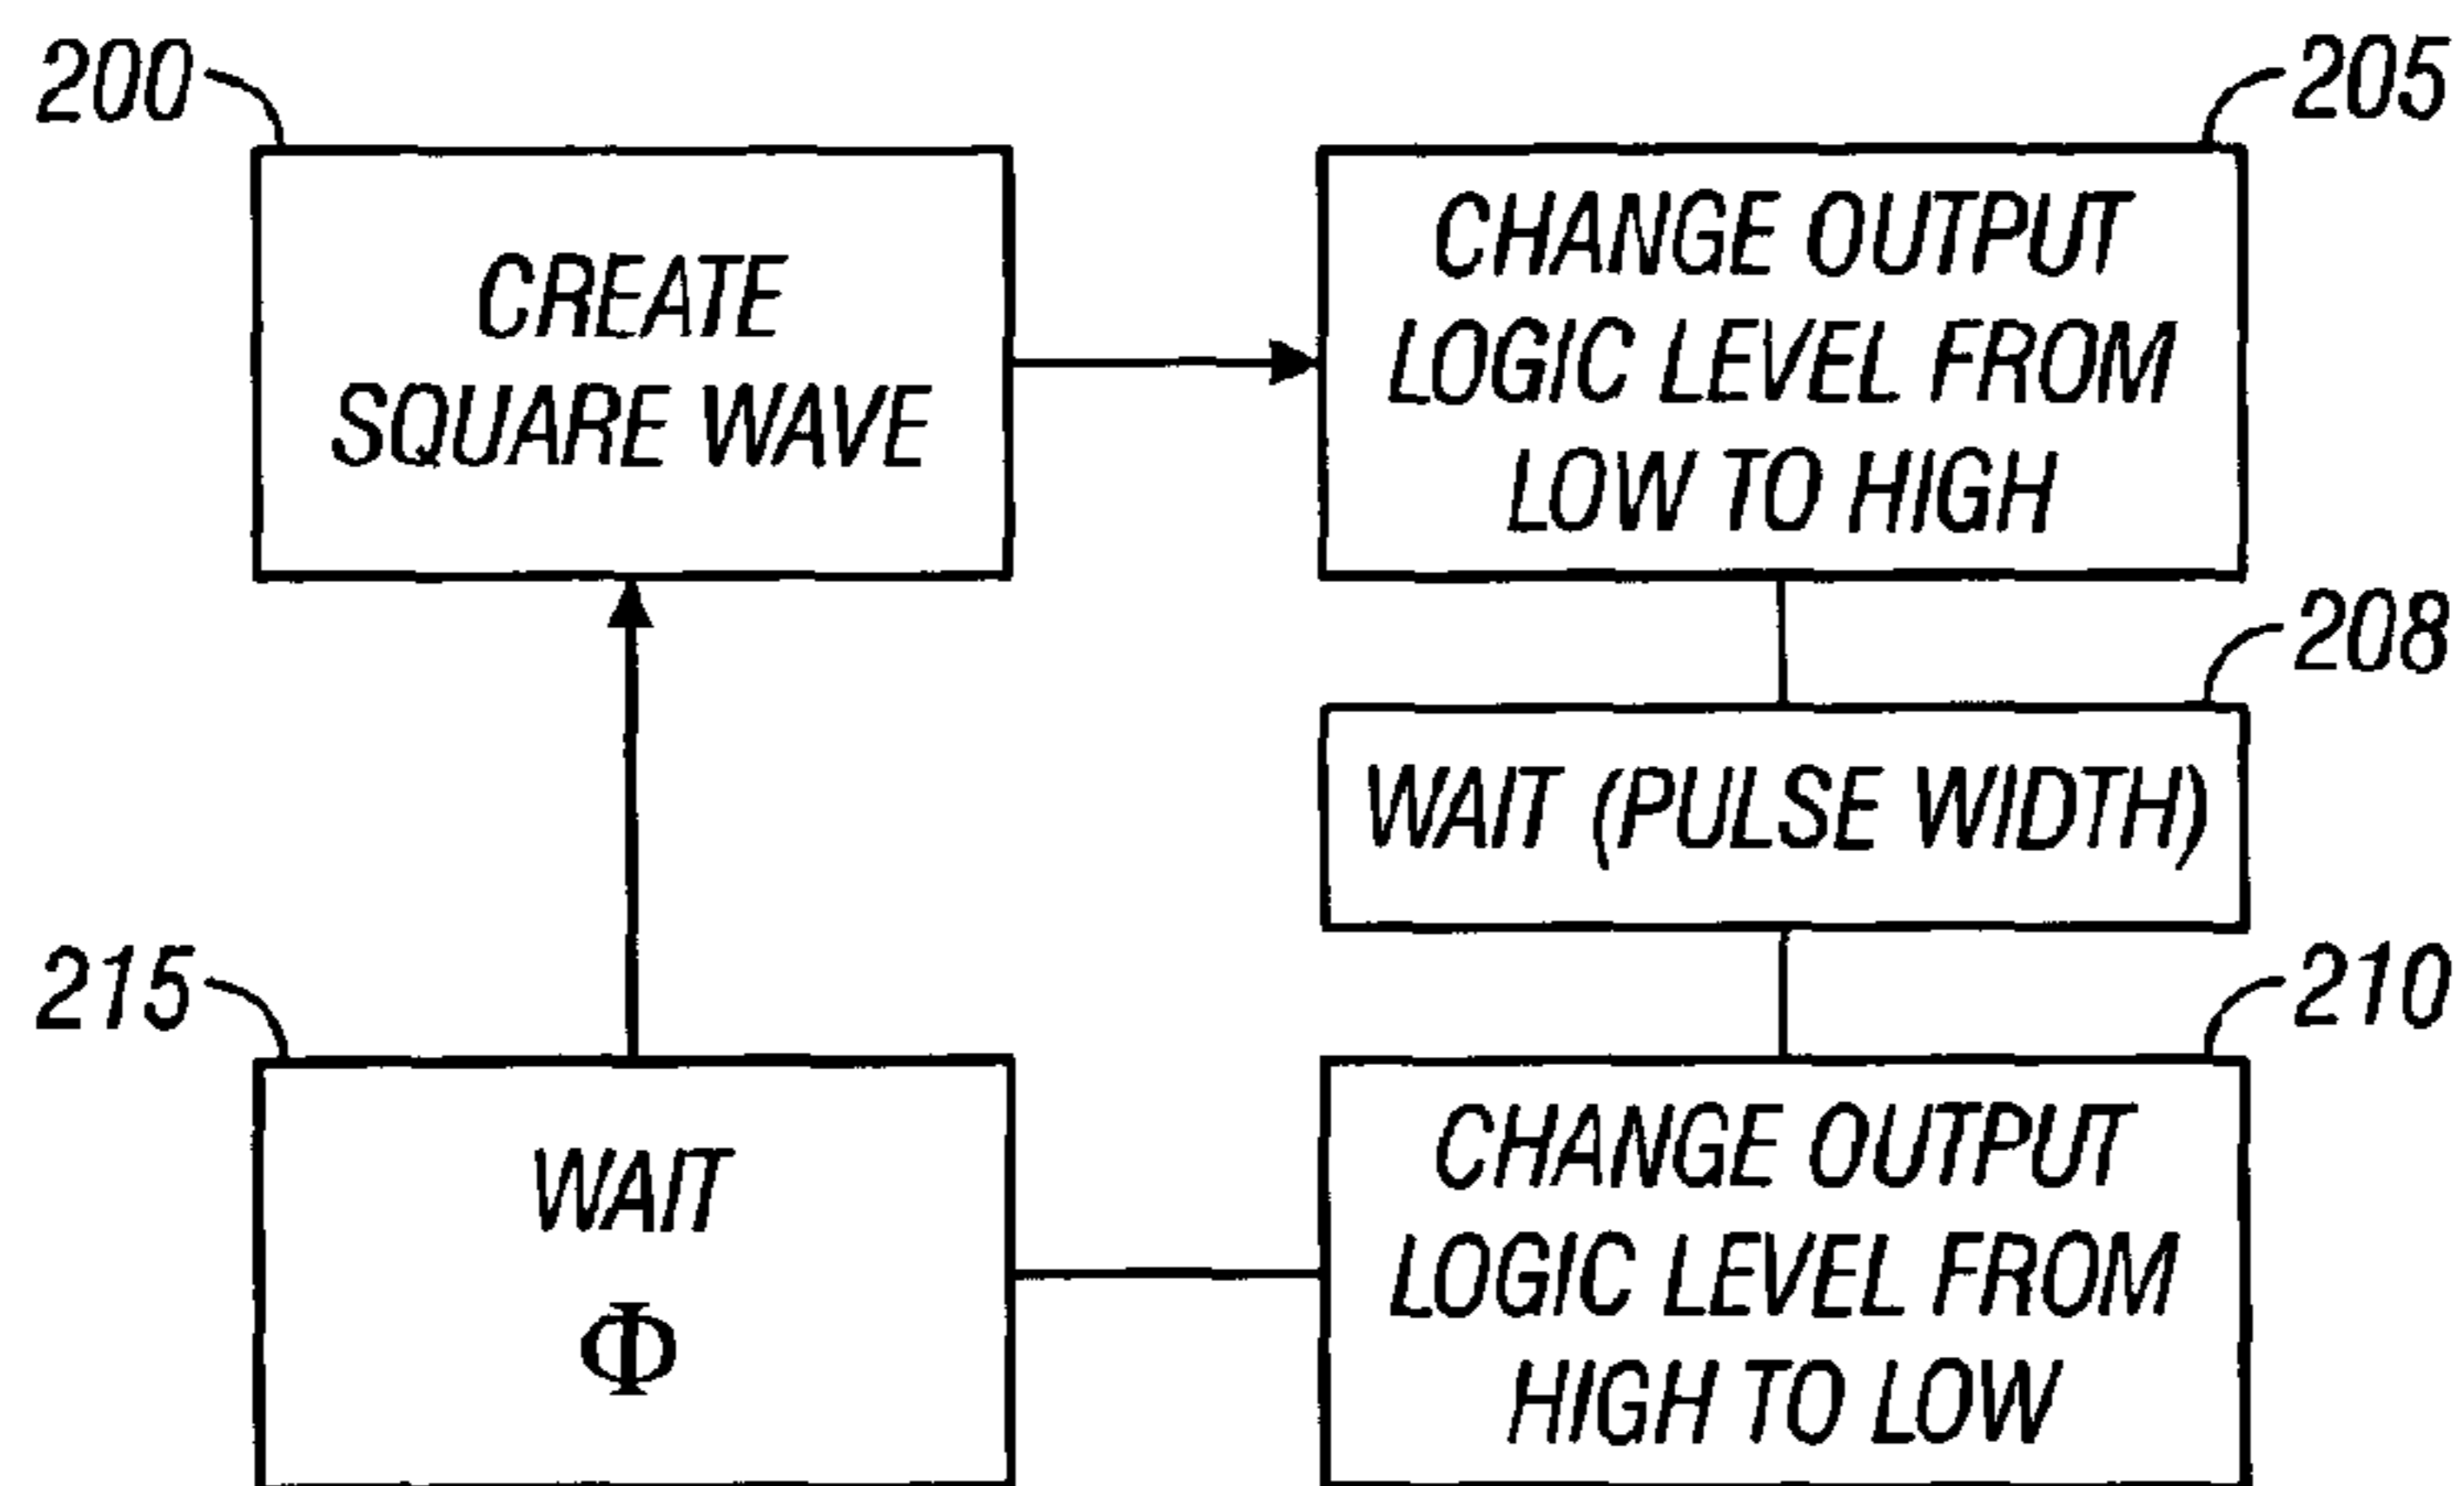 200
CREATE
SQUARE WAVE
205
CHANGE OUTPUT
LOGIC LEVEL FROM
LOW TO HIGH
208
WAIT (PULSE WIDTH)
210
CHANGE OUTPUT
LOGIC LEVEL FROM
HIGH TO LOW
215
WAIT
Φ